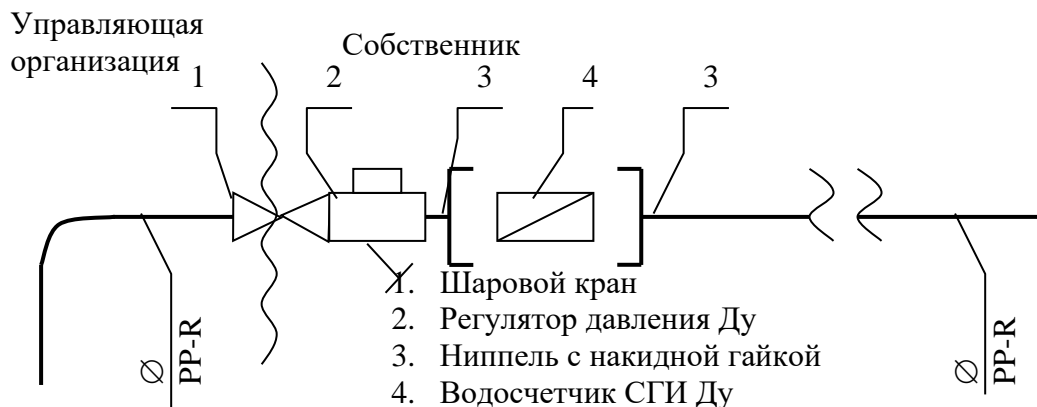 Управляющая
организация
Собственник
1
2
3
4
3
1. Шаровой кран
2. Регулятор давления Ду
3. Ниппель с накидной гайкой
4. Водосчетчик СГИ Ду
∅ PP-R
∅ PP-R